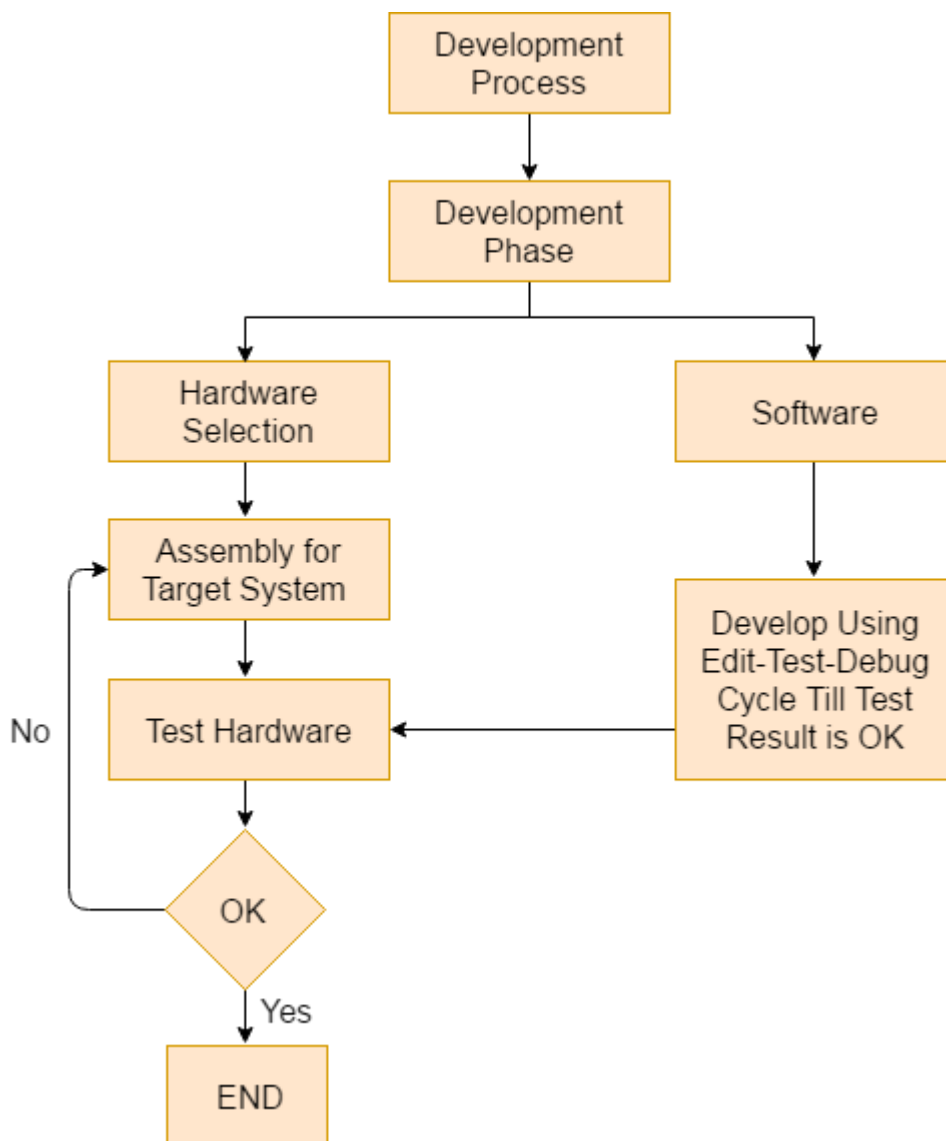 Development
Process
Development
Phase
Hardware
Selection
Software
Assembly for
Target System
Develop Using
Edit-Test-Debug
Cycle Till Test
Result is OK
No
Test Hardware
OK
Yes
END